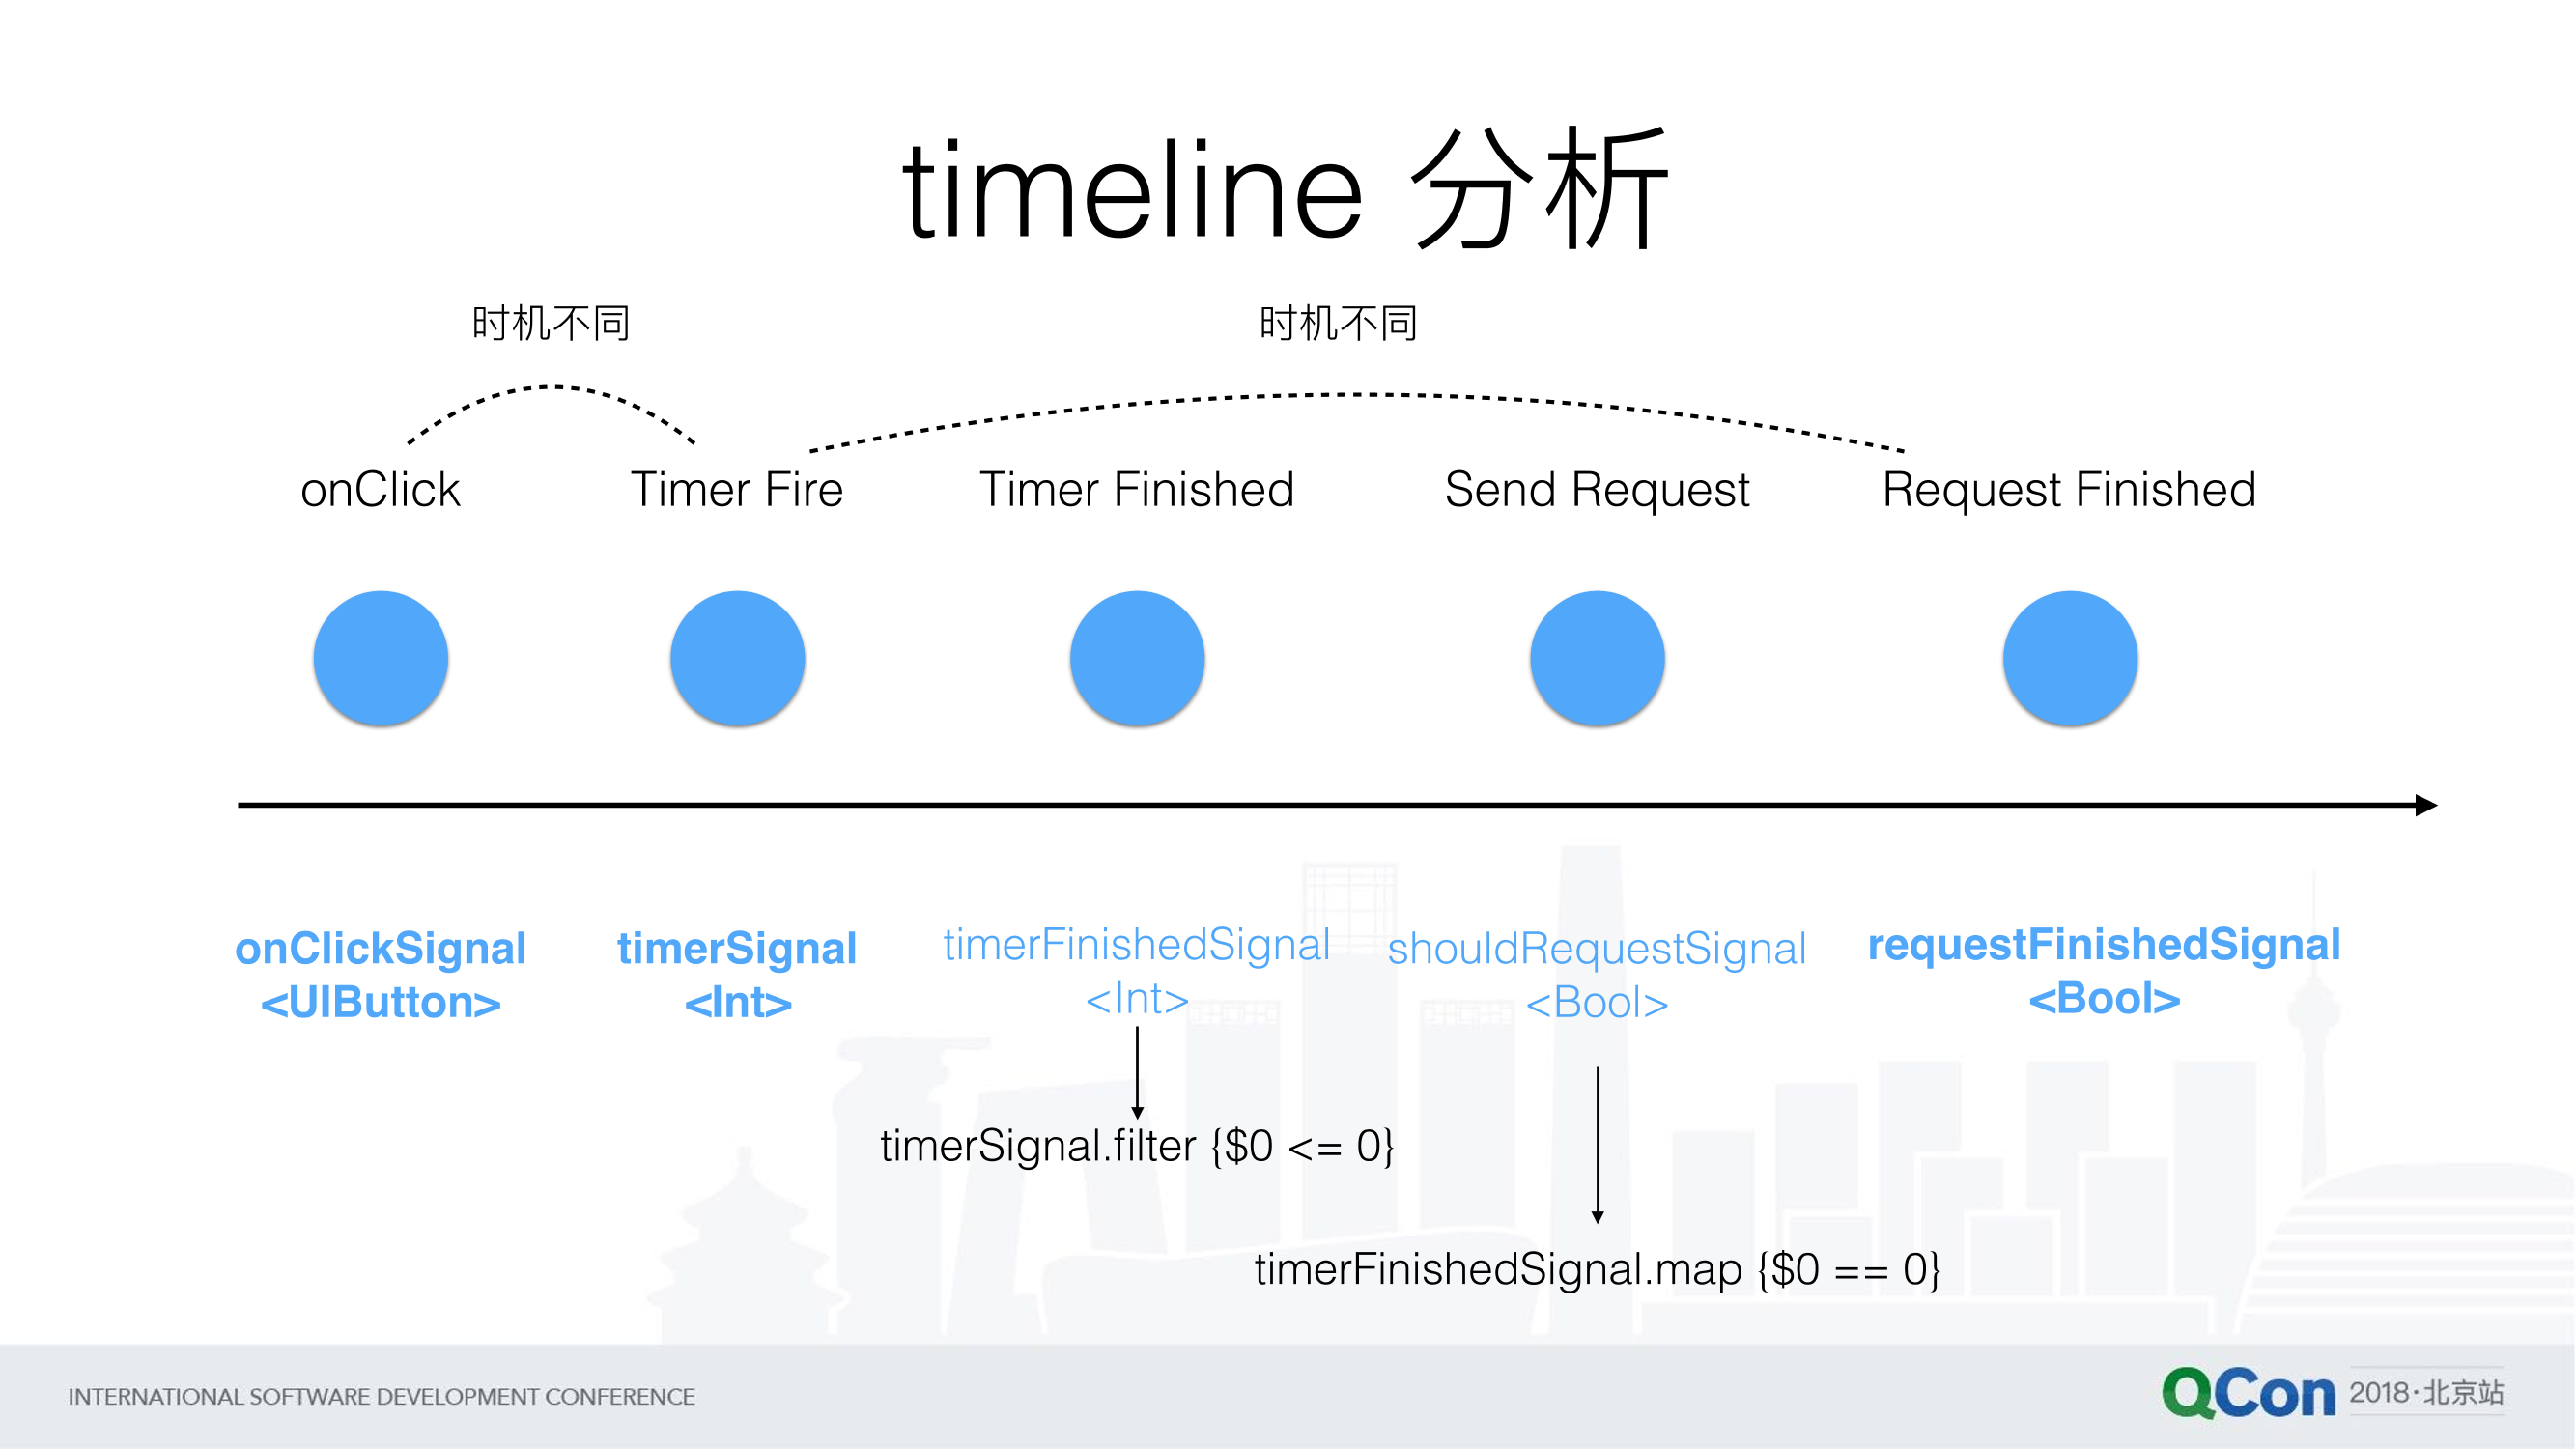 timeline 分析
时机不同
时机不同
onClick
Timer Fire
Timer Finished
Send Request
Request Finished
onClickSignal
<UIButton>
timerSignal
<Int>
timerFinishedSignal
<Int>
shouldRequestSignal
<Bool>
requestFinishedSignal
<Bool>
timerSignal.filter {$0 <= 0}
timerFinishedSignal.map {$0 == 0}
INTERNATIONAL SOFTWARE DEVELOPMENT CONFERENCE
QCon 2018·北京站